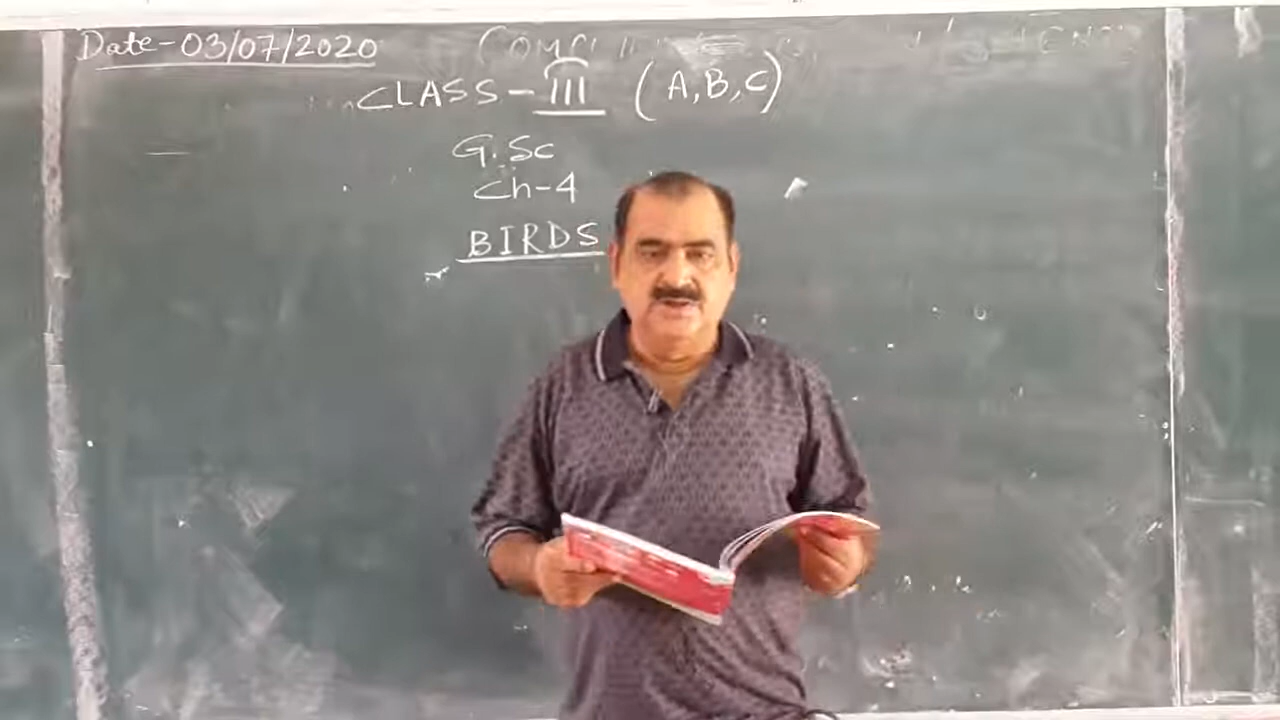 Date-03/07/2020
CLASS-III (A,B,C)
G.Sc
Ch-4
BIRDS